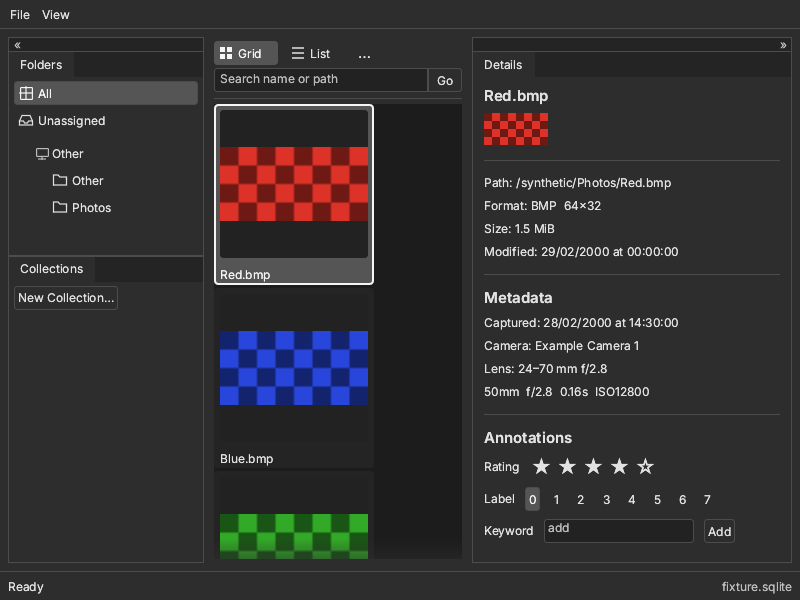 File View
« »
Folders
All
Unassigned
Other
Other
Photos
Collections
New Collection...
Grid List ...
Search name or path Go
Red.bmp
Blue.bmp
Details
Red.bmp
Path: /synthetic/Photos/Red.bmp
Format: BMP 64×32
Size: 1.5 MiB
Modified: 29/02/2000 at 00:00:00
Metadata
Captured: 28/02/2000 at 14:30:00
Camera: Example Camera 1
Lens: 24–70 mm f/2.8
50mm f/2.8 0.16s ISO12800
Annotations
Rating ★ ★ ★ ★ ☆
Label 0 1 2 3 4 5 6 7
Keyword add Add
Ready fixture.sqlite